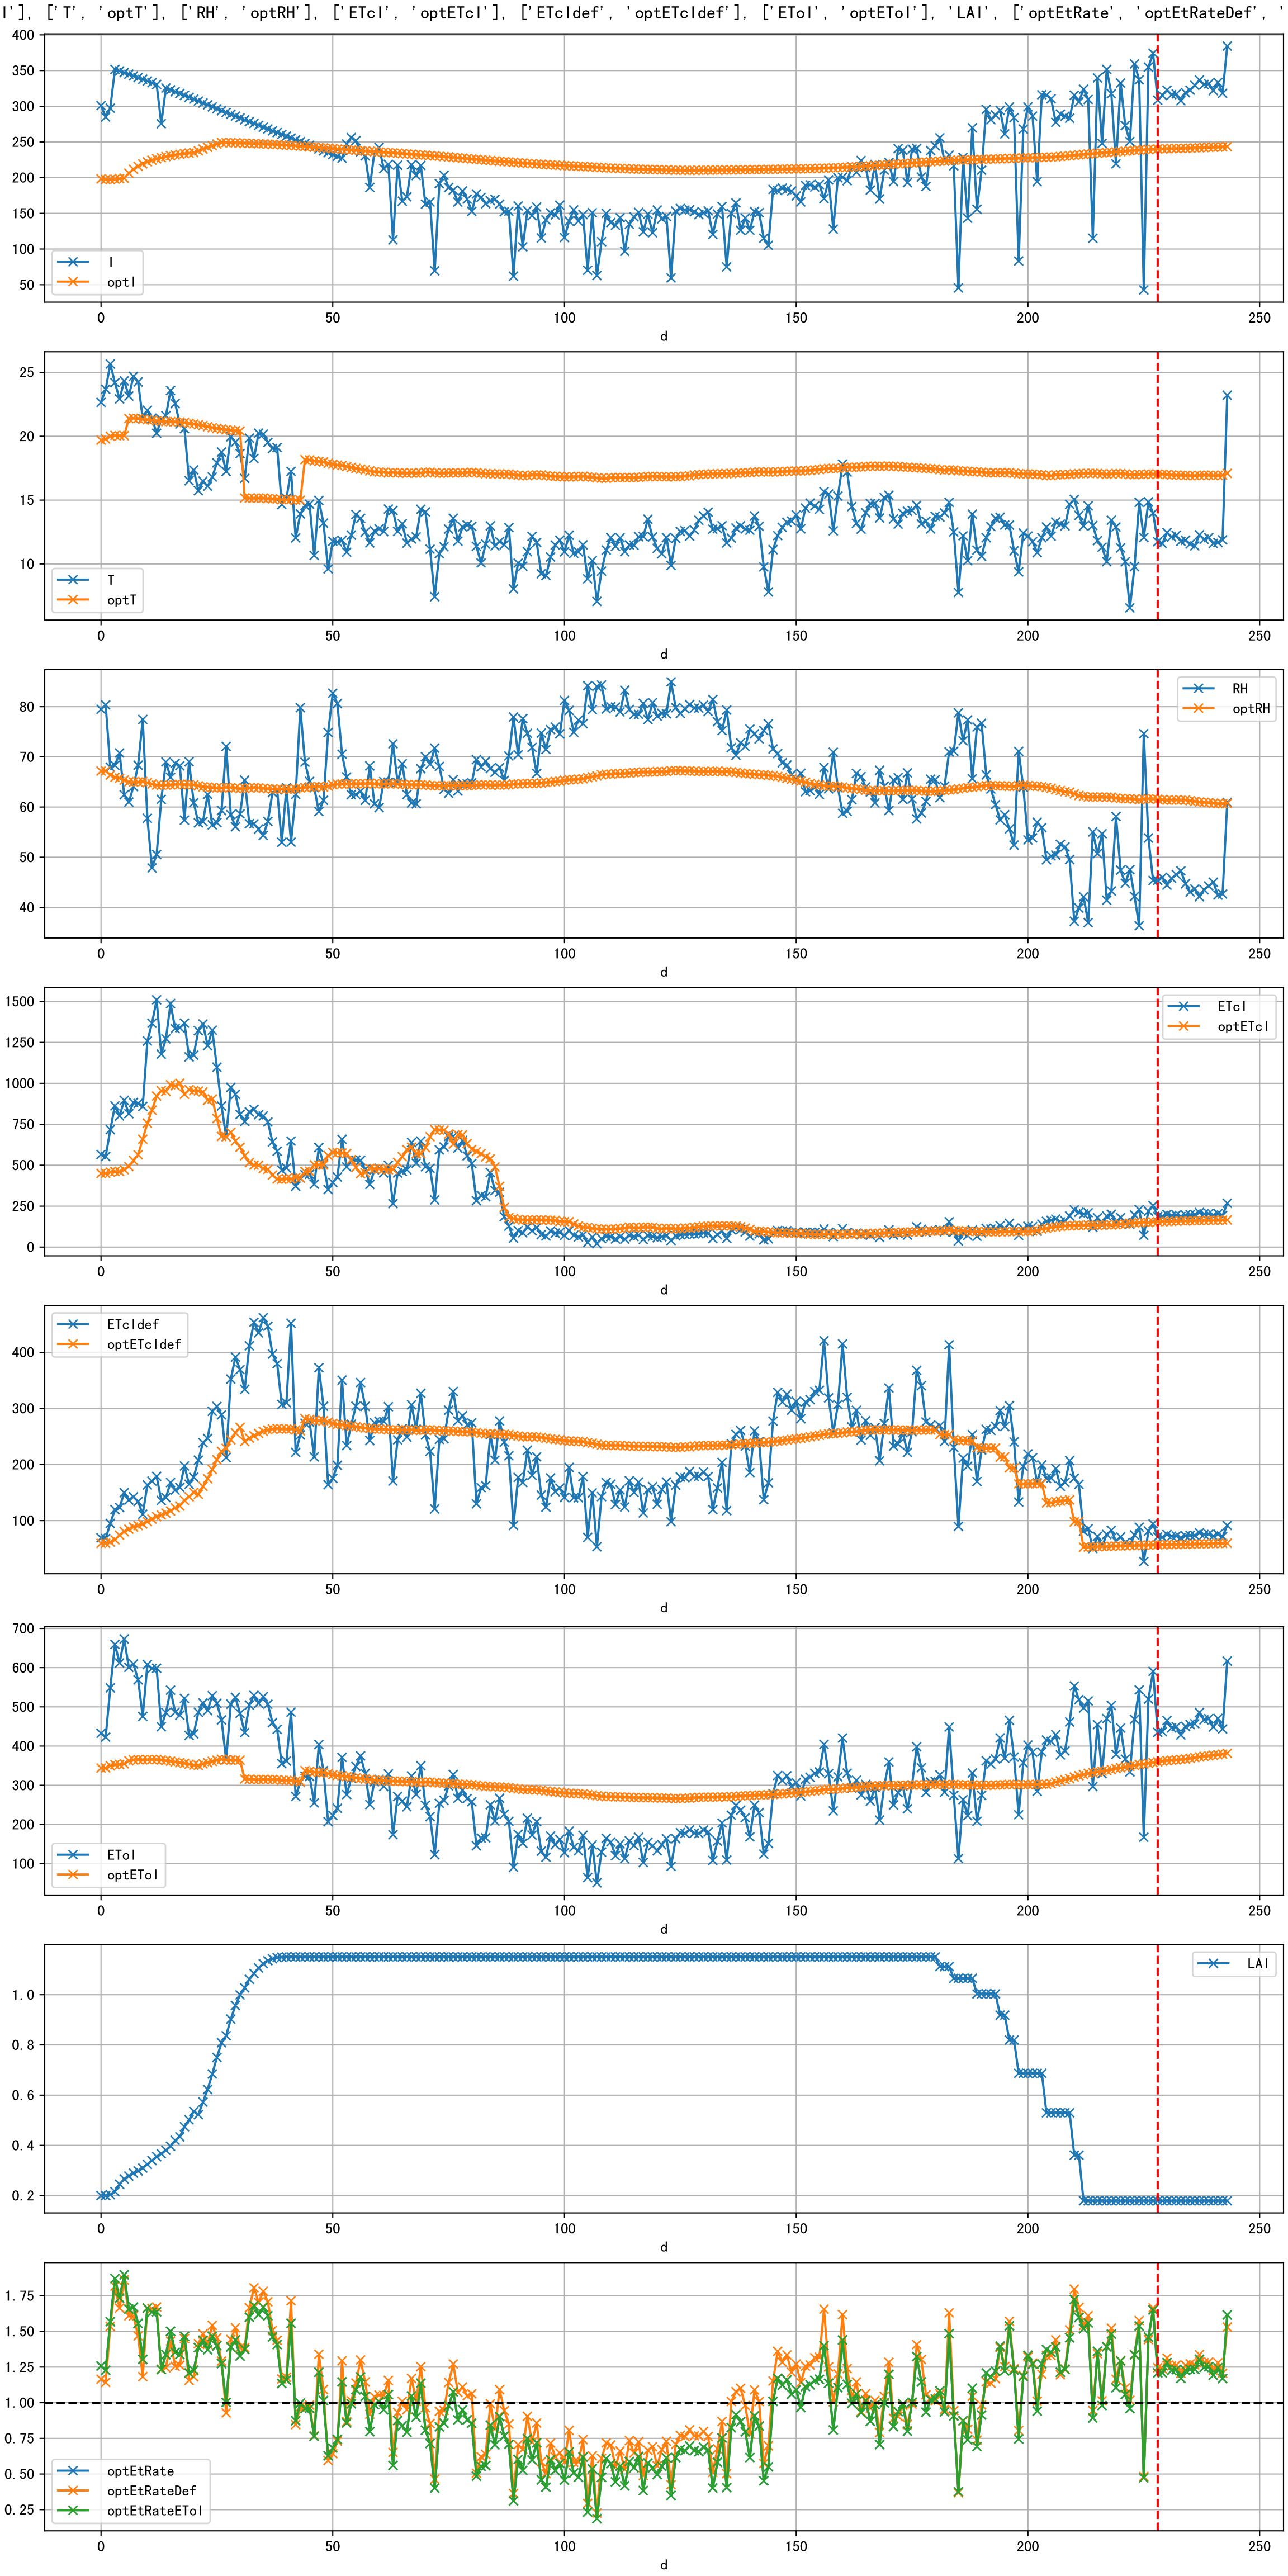 I'], ['T', 'optT'], ['RH', 'optRH'], ['ETcI', 'optETcI'], ['ETcIdef', 'optETcIdef'], ['EToI', 'optEToI'], 'LAI', ['optEtRate', 'optEtRateDef', '
400
350
300
250
200
150
100
50
I
optI
0 50 100 150 200 250
d
25
20
15
10
T
optT
0 50 100 150 200 250
d
80
70
60
50
40
RH
optRH
0 50 100 150 200 250
d
1500
1250
1000
750
500
250
0
ETcI
optETcI
0 50 100 150 200 250
d
400
300
200
100
ETcIdef
optETcIdef
0 50 100 150 200 250
d
700
600
500
400
300
200
100
EToI
optEToI
0 50 100 150 200 250
d
1.0
0.8
0.6
0.4
0.2
LAI
0 50 100 150 200 250
d
1.75
1.50
1.25
1.00
0.75
0.50
0.25
optEtRate
optEtRateDef
optEtRateEToI
0 50 100 150 200 250
d